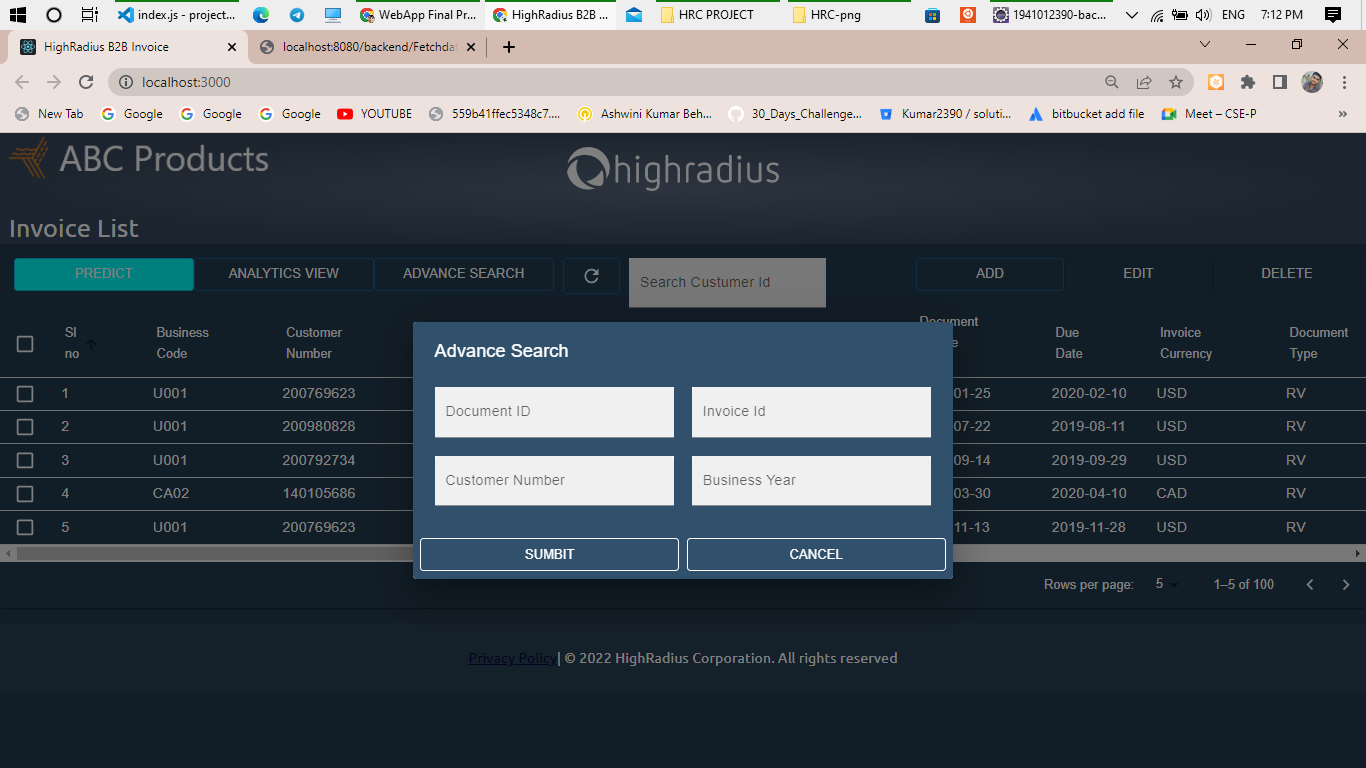 index.js - project... WebApp Final Pr... HighRadius B2B ... HRC PROJECT HRC-png 1941012390-bac... ENG 7:12 PM
HighRadius B2B Invoice localhost:8080/backend/Fetchdat
localhost:3000
New Tab Google Google Google YOUTUBE 559b41ffec5348c7.... Ashwini Kumar Beh... 30_Days_Challenge... Kumar2390 / soluti... bitbucket add file Meet – CSE-P »
ABC Products highradius
Invoice List
PREDICT ANALYTICS VIEW ADVANCE SEARCH Search Custumer Id ADD EDIT DELETE
Sl no Business Code Customer Number Document Due Date Invoice Currency Document Type
1 U001 200769623 01-25 2020-02-10 USD RV
2 U001 200980828 07-22 2019-08-11 USD RV
3 U001 200792734 09-14 2019-09-29 USD RV
4 CA02 140105686 03-30 2020-04-10 CAD RV
5 U001 200769623 11-13 2019-11-28 USD RV
Advance Search
Document ID Invoice Id
Customer Number Business Year
SUMBIT CANCEL
Rows per page: 5 1–5 of 100
Privacy Policy| © 2022 HighRadius Corporation. All rights reserved